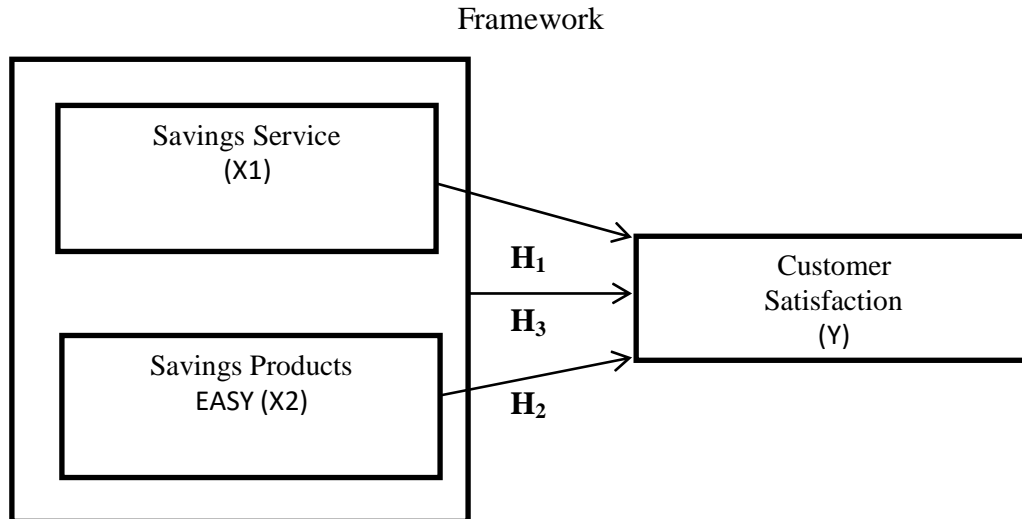 Framework
Savings Service
(X1)
H₁
H₃
Customer
Satisfaction
(Y)
Savings Products
EASY (X2)
H₂